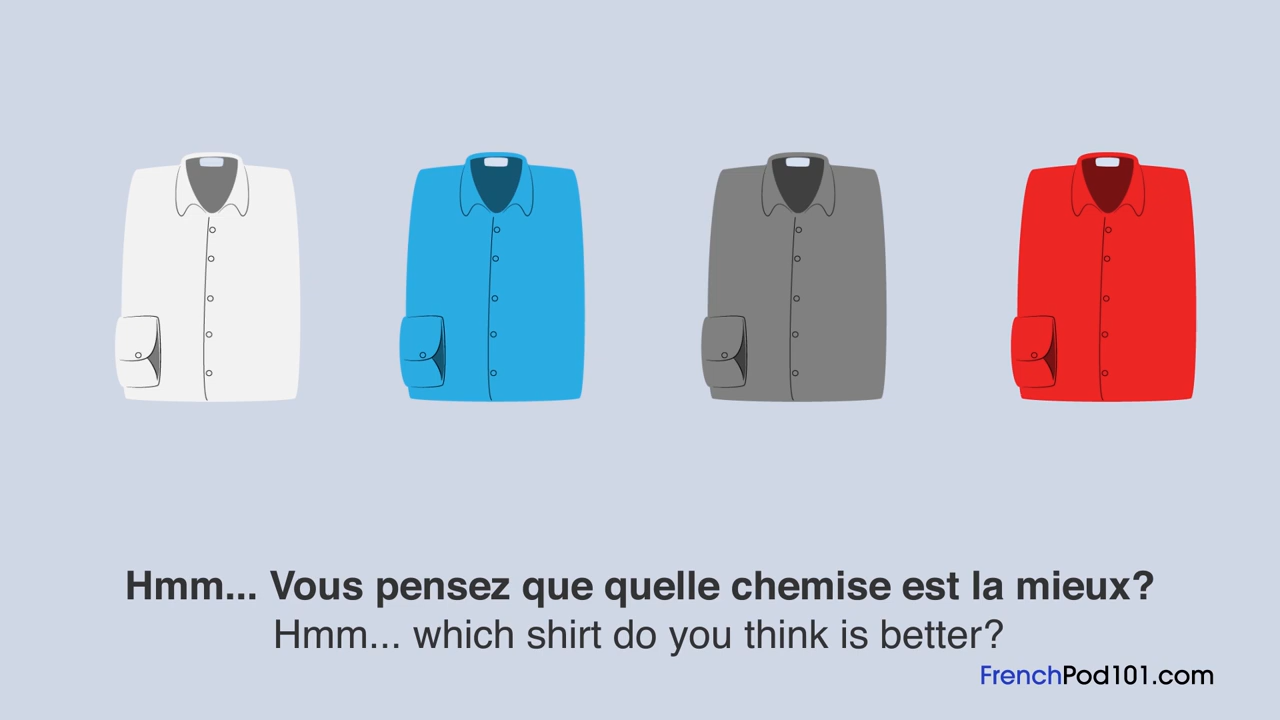 Hmm... Vous pensez que quelle chemise est la mieux?
Hmm... which shirt do you think is better?
FrenchPod101.com